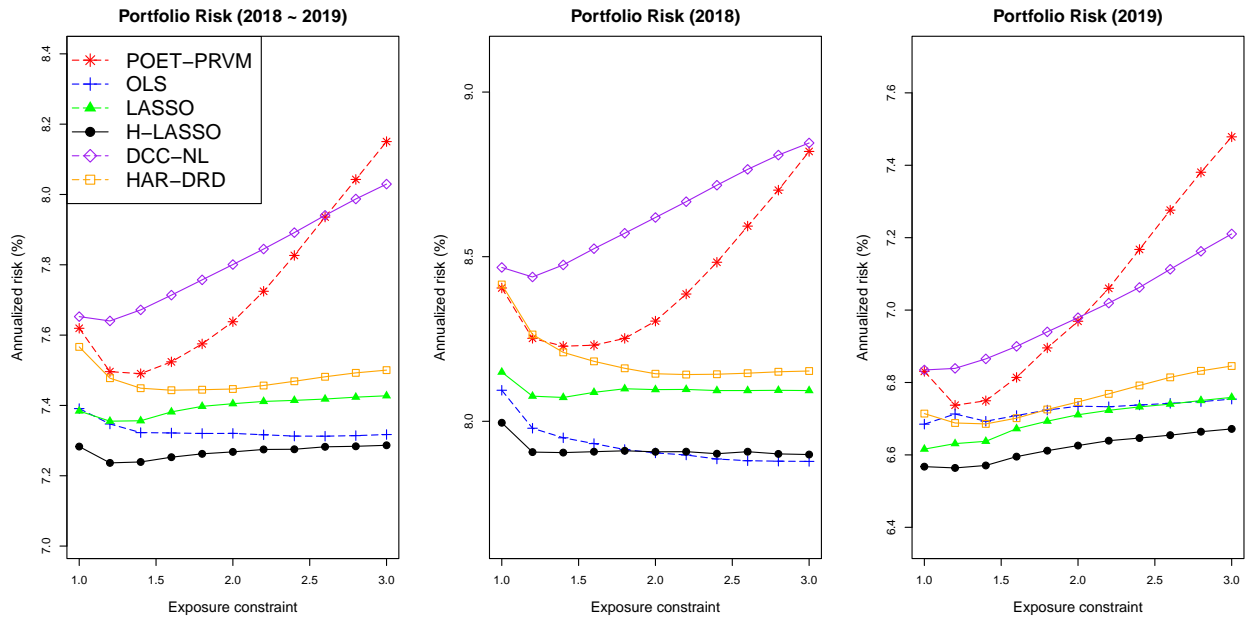 Portfolio Risk (2018 ~ 2019)
Annualized risk (%)
8.4
8.2
8.0
7.8
7.6
7.4
7.2
7.0
POET−PRVM
OLS
LASSO
H−LASSO
DCC−NL
HAR−DRD
1.0 1.5 2.0 2.5 3.0
Exposure constraint
Portfolio Risk (2018)
Annualized risk (%)
9.0
8.5
8.0
1.0 1.5 2.0 2.5 3.0
Exposure constraint
Portfolio Risk (2019)
Annualized risk (%)
7.6
7.4
7.2
7.0
6.8
6.6
6.4
1.0 1.5 2.0 2.5 3.0
Exposure constraint